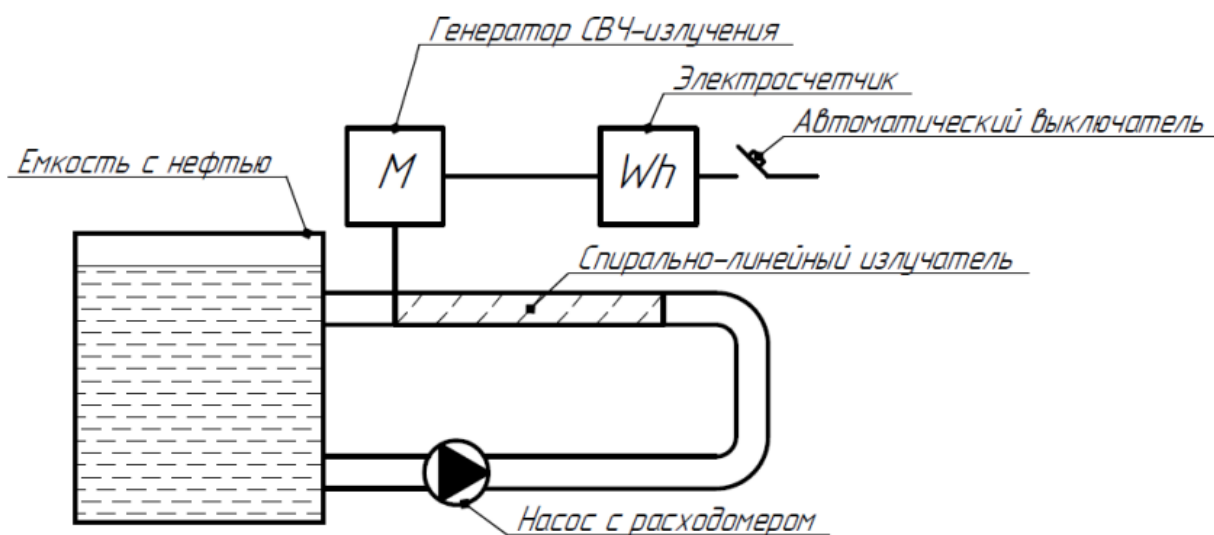 Генератор СВЧ-излучения
Электросчетчик
Автоматический выключатель
Емкость с нефтью
М
Wh
Спирально-линейный излучатель
Насос с расходомером